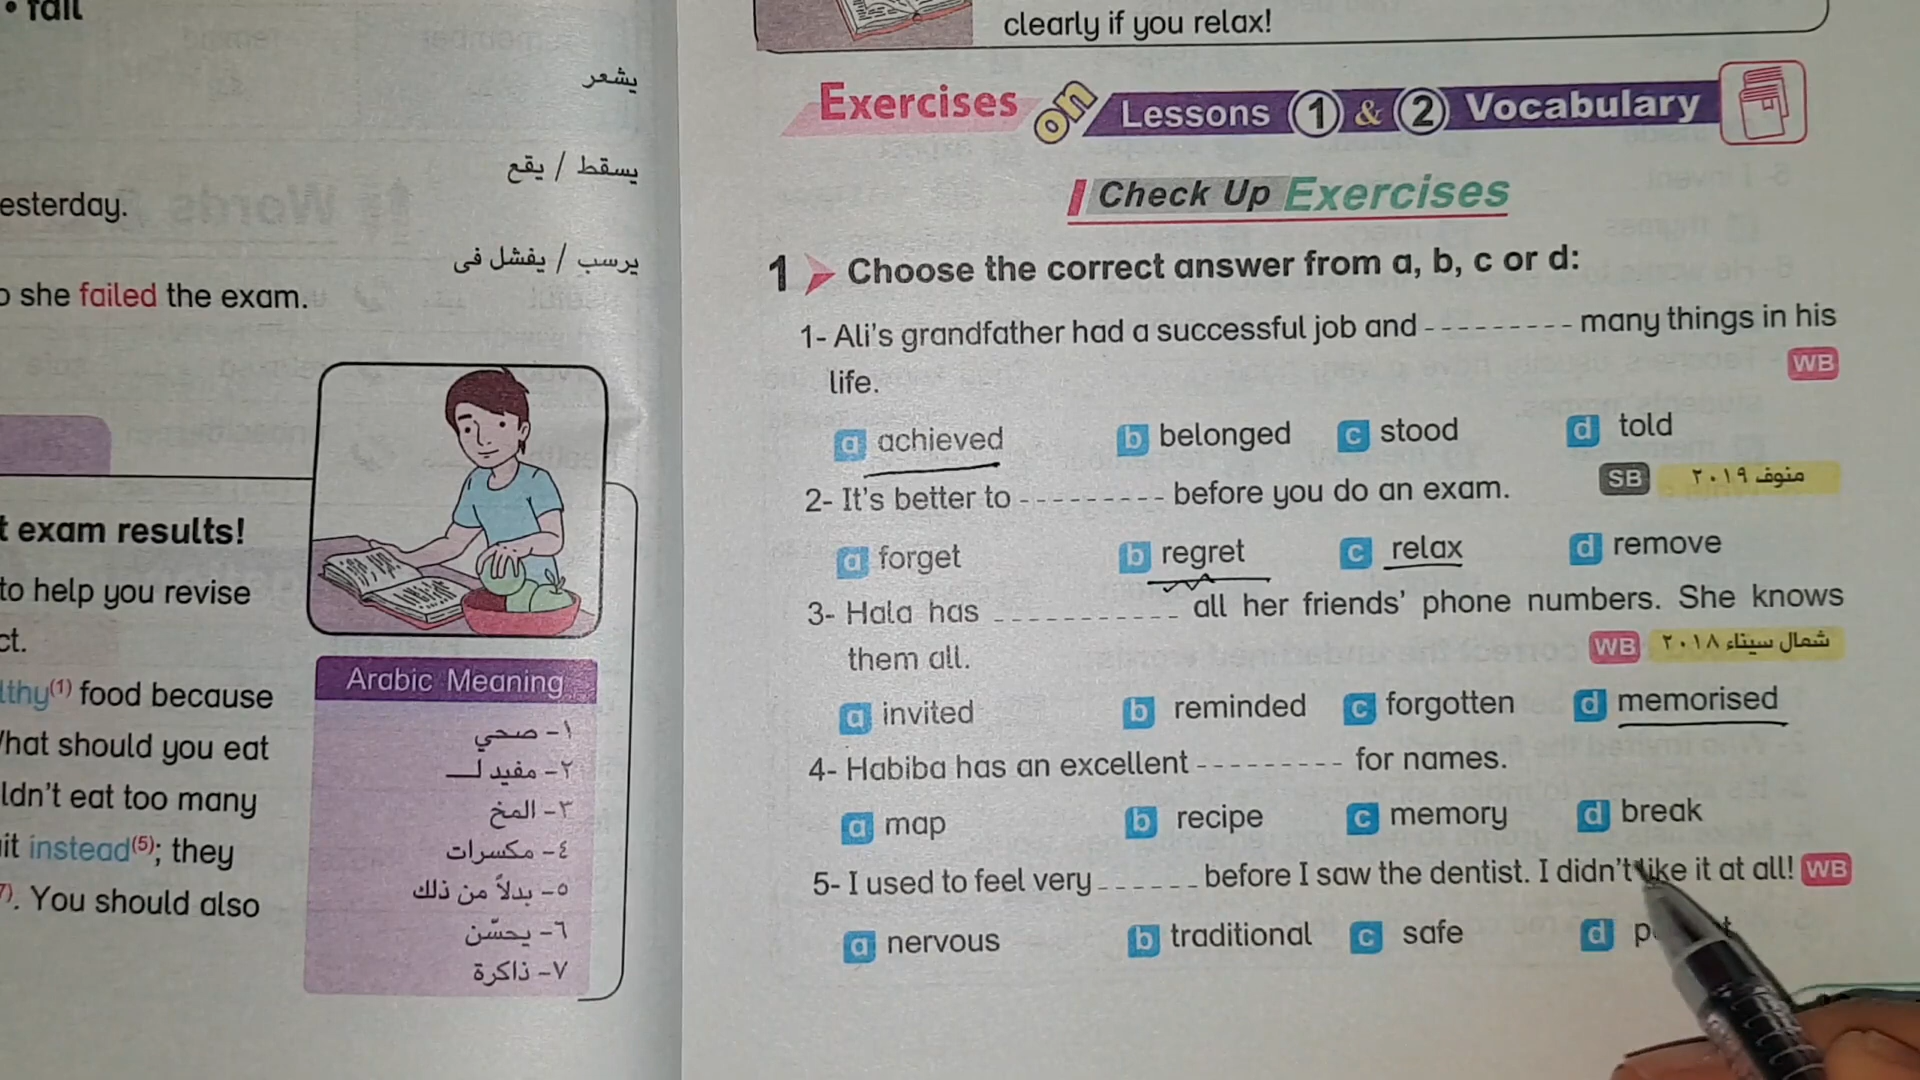 • fall
يشعر
يسقط / يقع
esterday.
يرسب / يفشل فى
o she failed the exam.
t exam results!
to help you revise
ct.
lthy(1) food because
hat should you eat
ldn't eat too many
it instead(5); they
7). You should also
Arabic Meaning
١- صحي
٢- مفيد لـــ
٣- المخ
٤- مكسرات
٥- بدلاً من ذلك
٦- يحسّن
٧- ذاكرة
clearly if you relax!
Exercises on Lessons 1 & 2 Vocabulary
Check Up Exercises
1 Choose the correct answer from a, b, c or d:
1- Ali's grandfather had a successful job and --------- many things in his
life. WB
a achieved b belonged c stood d told
SB منوف ٢٠١٩
2- It's better to --------- before you do an exam.
a forget b regret c relax d remove
3- Hala has ----------- all her friends' phone numbers. She knows
them all. WB شمال سيناء ٢٠١٨
a invited b reminded c forgotten d memorised
4- Habiba has an excellent --------- for names.
a map b recipe c memory d break
5- I used to feel very ------ before I saw the dentist. I didn't like it at all! WB
a nervous b traditional c safe d